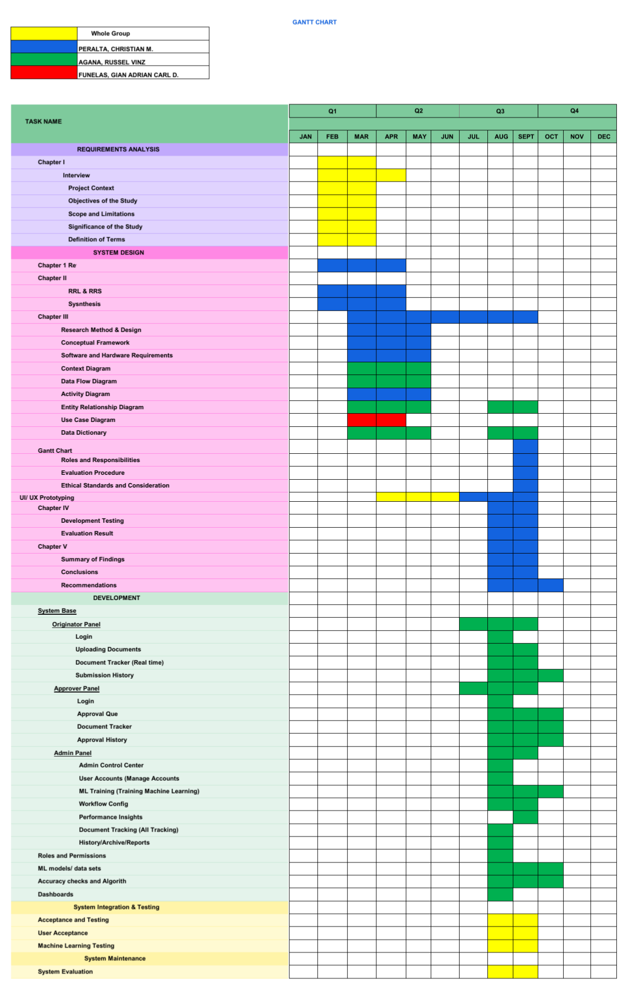 GANTT CHART
Whole Group
PERALTA, CHRISTIAN M.
AGANA, RUSSEL VINZ
FUNELAS, GIAN ADRIAN CARL D.
TASK NAME
Q1 Q2 Q3 Q4
JAN FEB MAR APR MAY JUN JUL AUG SEPT OCT NOV DEC
REQUIREMENTS ANALYSIS
Chapter I
Interview
Project Context
Objectives of the Study
Scope and Limitations
Significance of the Study
Definition of Terms
SYSTEM DESIGN
Chapter 1 Re
Chapter II
RRL & RRS
Sysnthesis
Chapter III
Research Method & Design
Conceptual Framework
Software and Hardware Requirements
Context Diagram
Data Flow Diagram
Activity Diagram
Entity Relationship Diagram
Use Case Diagram
Data Dictionary
Gantt Chart
Roles and Responsibilities
Evaluation Procedure
Ethical Standards and Consideration
UI/ UX Prototyping
Chapter IV
Development Testing
Evaluation Result
Chapter V
Summary of Findings
Conclusions
Recommendations
DEVELOPMENT
System Base
Originator Panel
Login
Uploading Documents
Document Tracker (Real time)
Submission History
Approver Panel
Login
Approval Que
Document Tracker
Approval History
Admin Panel
Admin Control Center
User Accounts (Manage Accounts
ML Training (Training Machine Learning)
Workflow Config
Performance Insights
Document Tracking (All Tracking)
History/Archive/Reports
Roles and Permissions
ML models/ data sets
Accuracy checks and Algorith
Dashboards
System Integration & Testing
Acceptance and Testing
User Acceptance
Machine Learning Testing
System Maintenance
System Evaluation